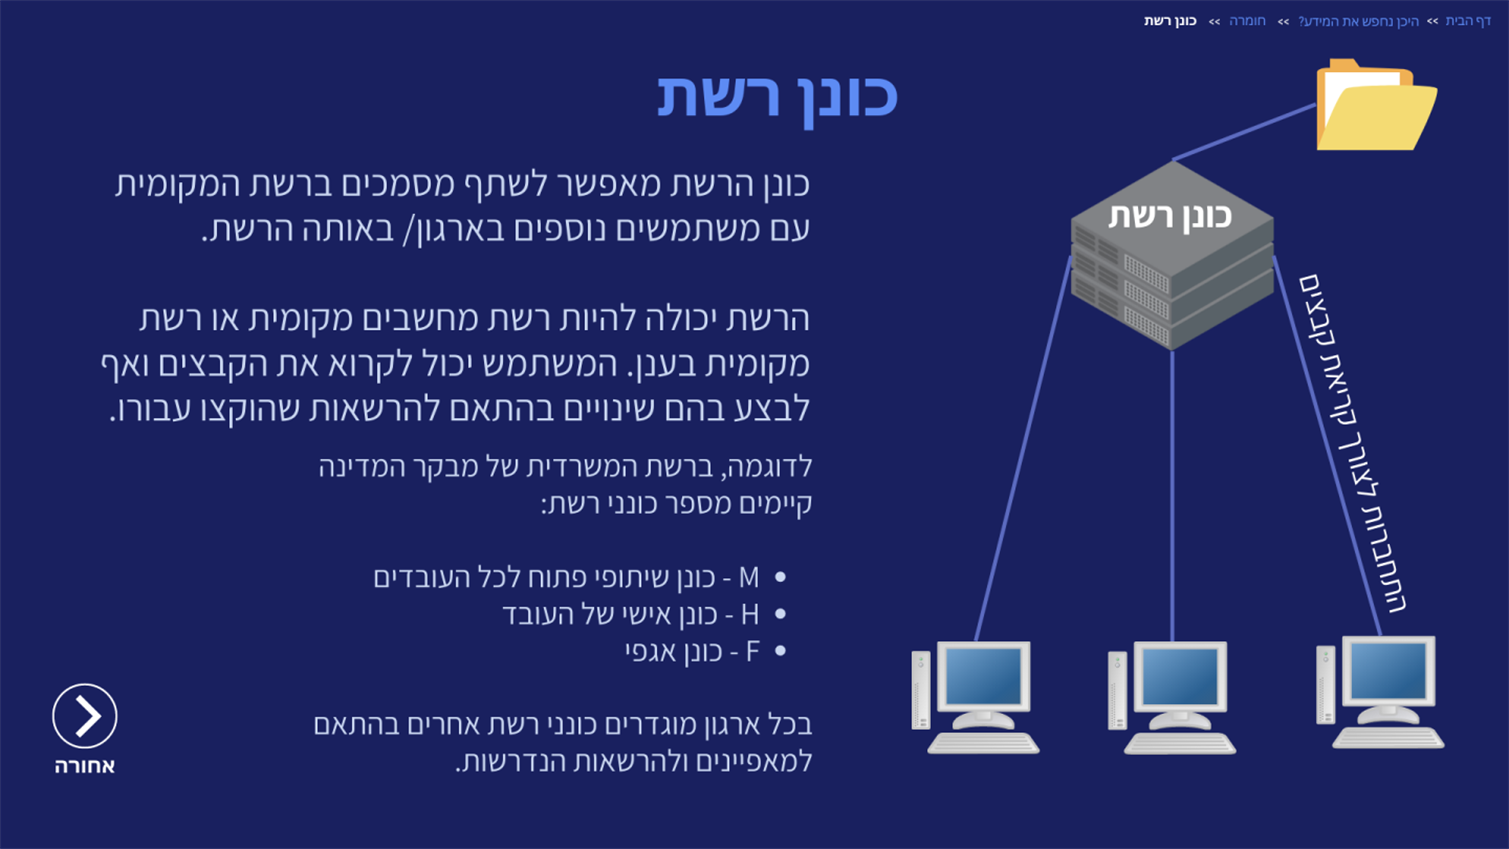 דף הבית >> היכן נחפש את המידע? >> חומרה >> כונן רשת
כונן רשת
כונן הרשת מאפשר לשתף מסמכים ברשת המקומית
עם משתמשים נוספים בארגון/ באותה הרשת.
הרשת יכולה להיות רשת מחשבים מקומית או רשת
מקומית בענן. המשתמש יכול לקרוא את הקבצים ואף
לבצע בהם שינויים בהתאם להרשאות שהוקצו עבורו.
לדוגמה, ברשת המשרדית של מבקר המדינה
קיימים מספר כונני רשת:
• M - כונן שיתופי פתוח לכל העובדים
• H - כונן אישי של העובד
• F - כונן אגפי
בכל ארגון מוגדרים כונני רשת אחרים בהתאם
למאפיינים ולהרשאות הנדרשות.
כונן רשת
התחברות לצורך קריאת קבצים
אחורה